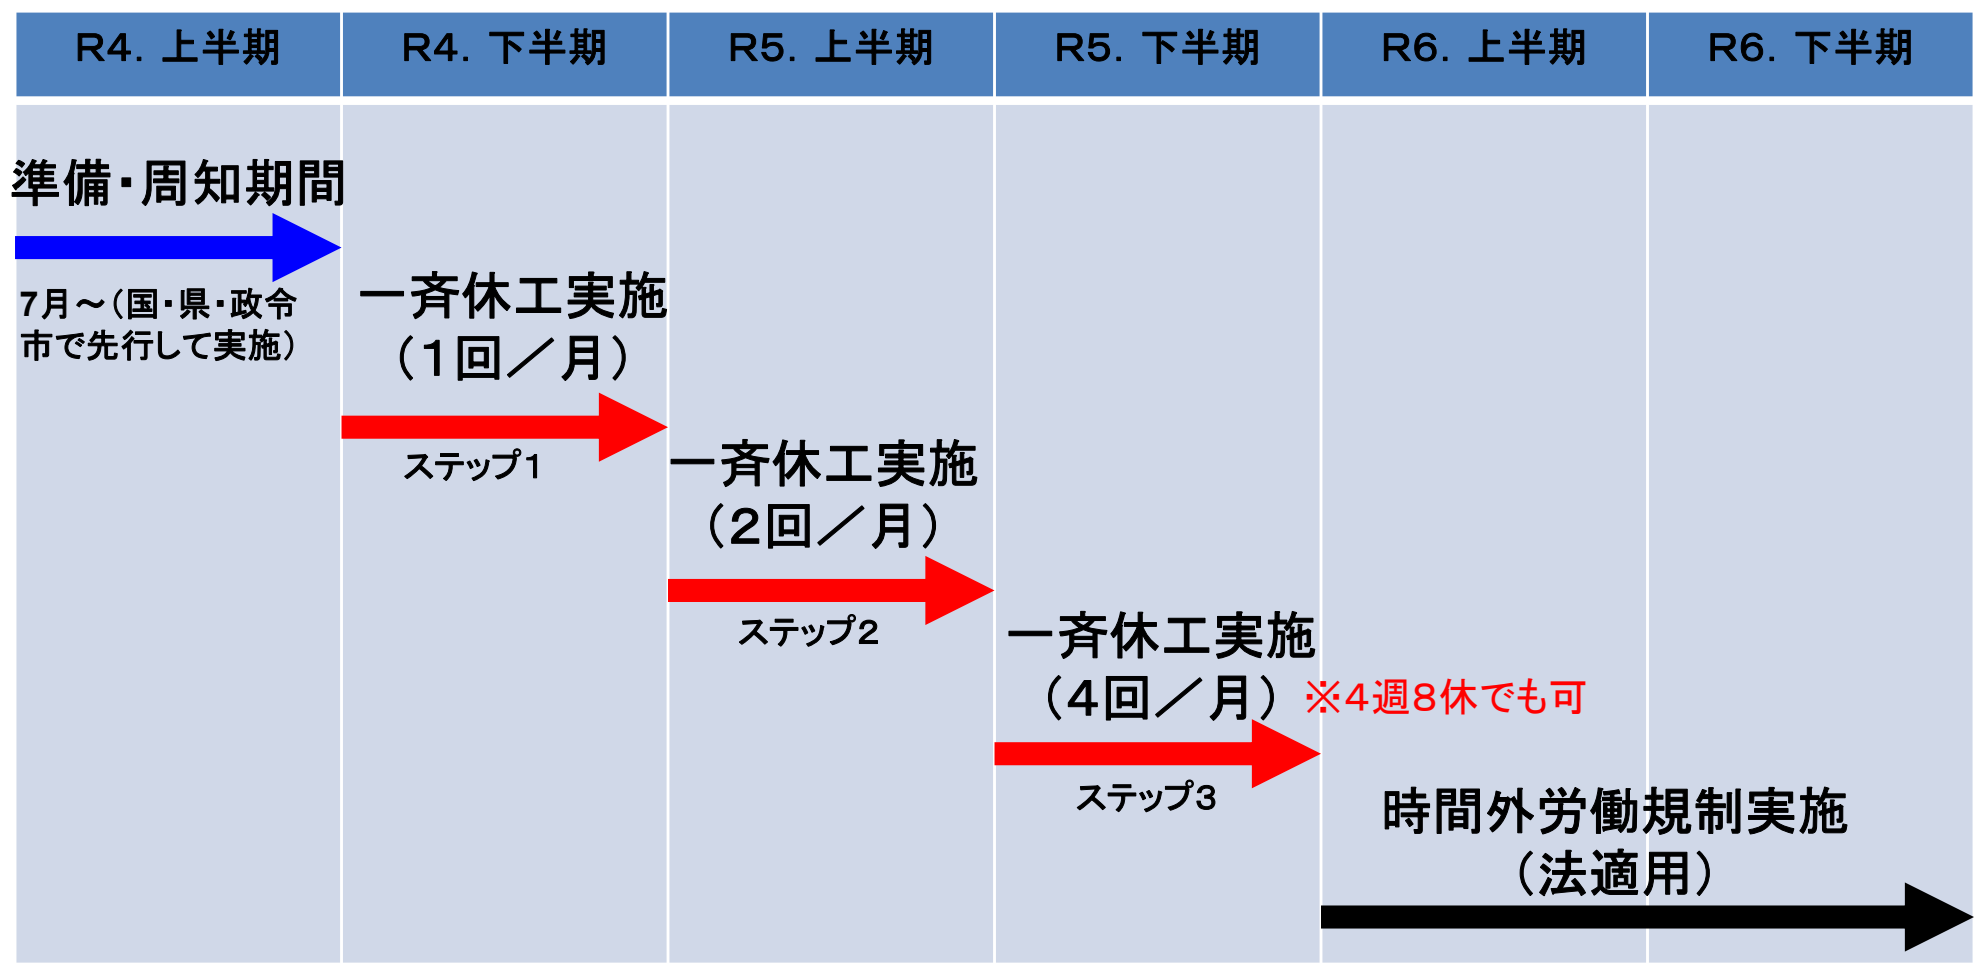 R4．上半期
R4．下半期
R5．上半期
R5．下半期
R6．上半期
R6．下半期
準備・周知期間
7月～（国・県・政令
市で先行して実施）
一斉休工実施
（１回／月）
ステップ1
一斉休工実施
（２回／月）
ステップ2
一斉休工実施
（４回／月）
※４週８休でも可
ステップ3
時間外労働規制実施
（法適用）